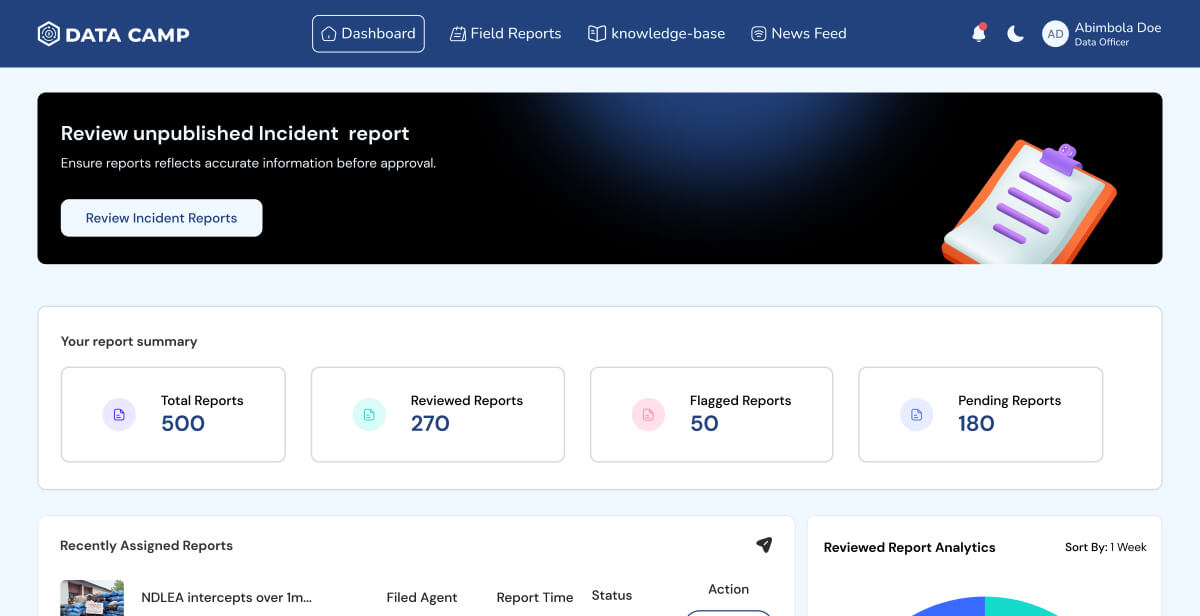 DATA CAMP
Dashboard
Field Reports
knowledge-base
News Feed
AD
Abimbola Doe
Data Officer
Review unpublished Incident report
Ensure reports reflects accurate information before approval.
Review Incident Reports
Your report summary
Total Reports
500
Reviewed Reports
270
Flagged Reports
50
Pending Reports
180
Recently Assigned Reports
NDLEA intercepts over 1m...
Filed Agent
Report Time
Status
Action
Reviewed Report Analytics
Sort By: 1 Week